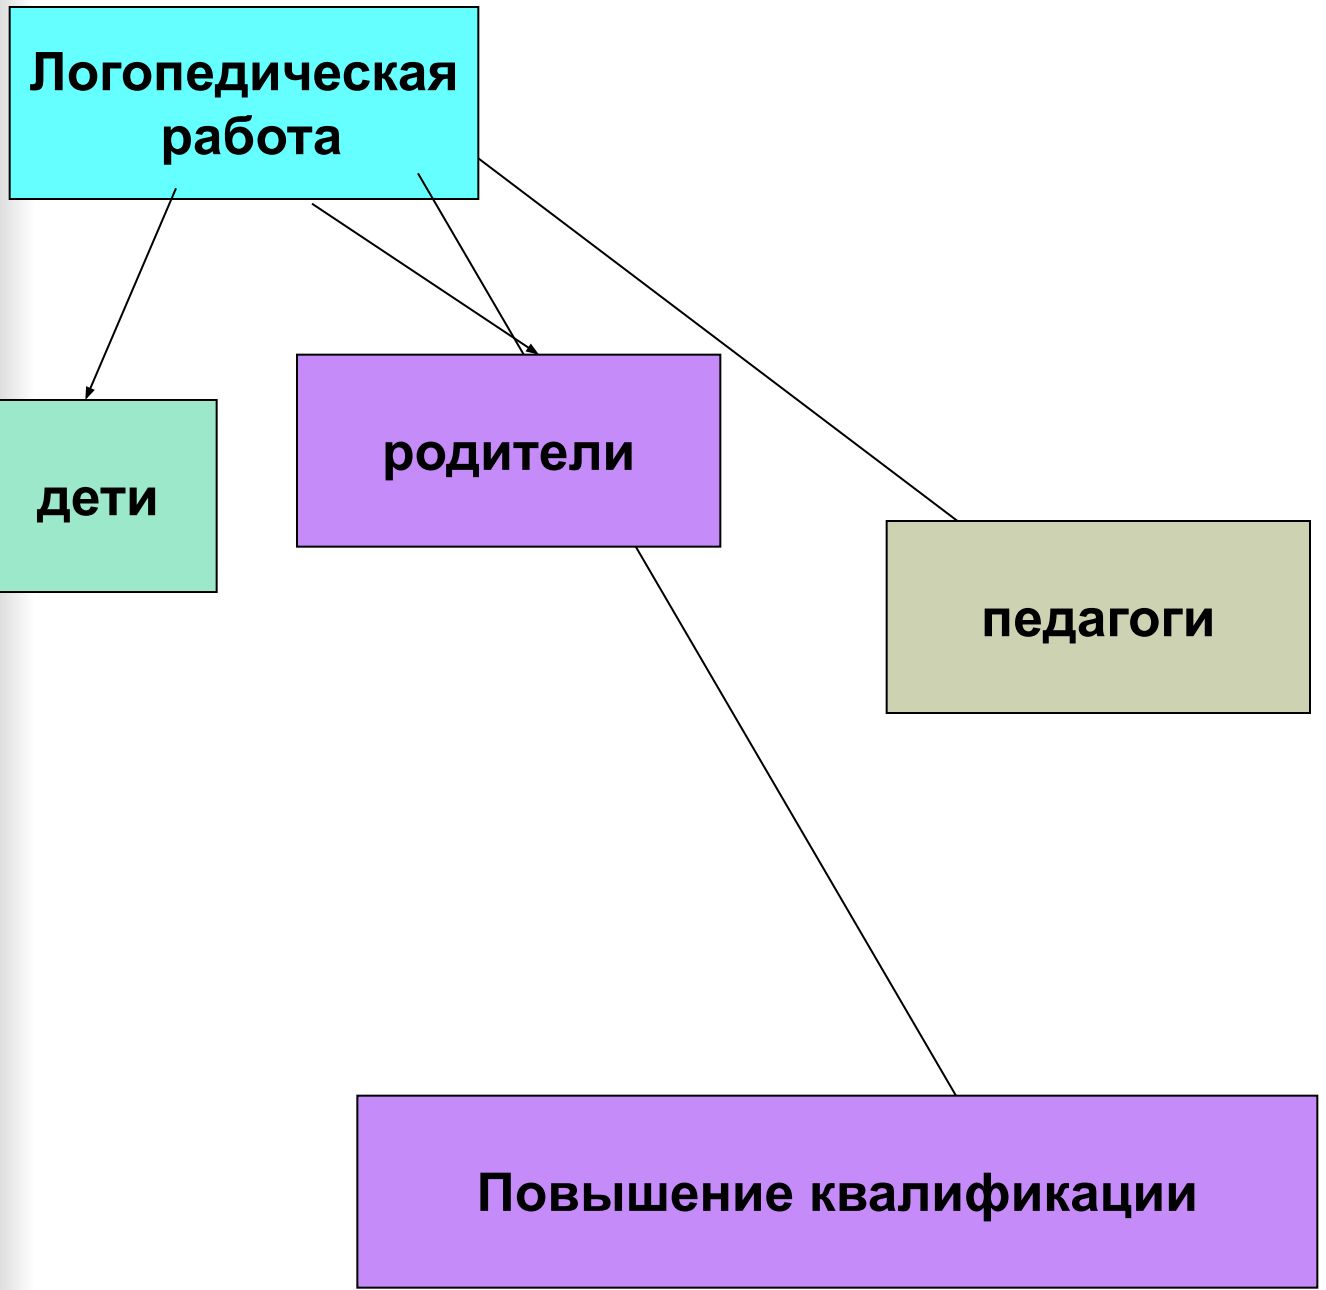 Логопедическая
работа
родители
дети
педагоги
Повышение квалификации